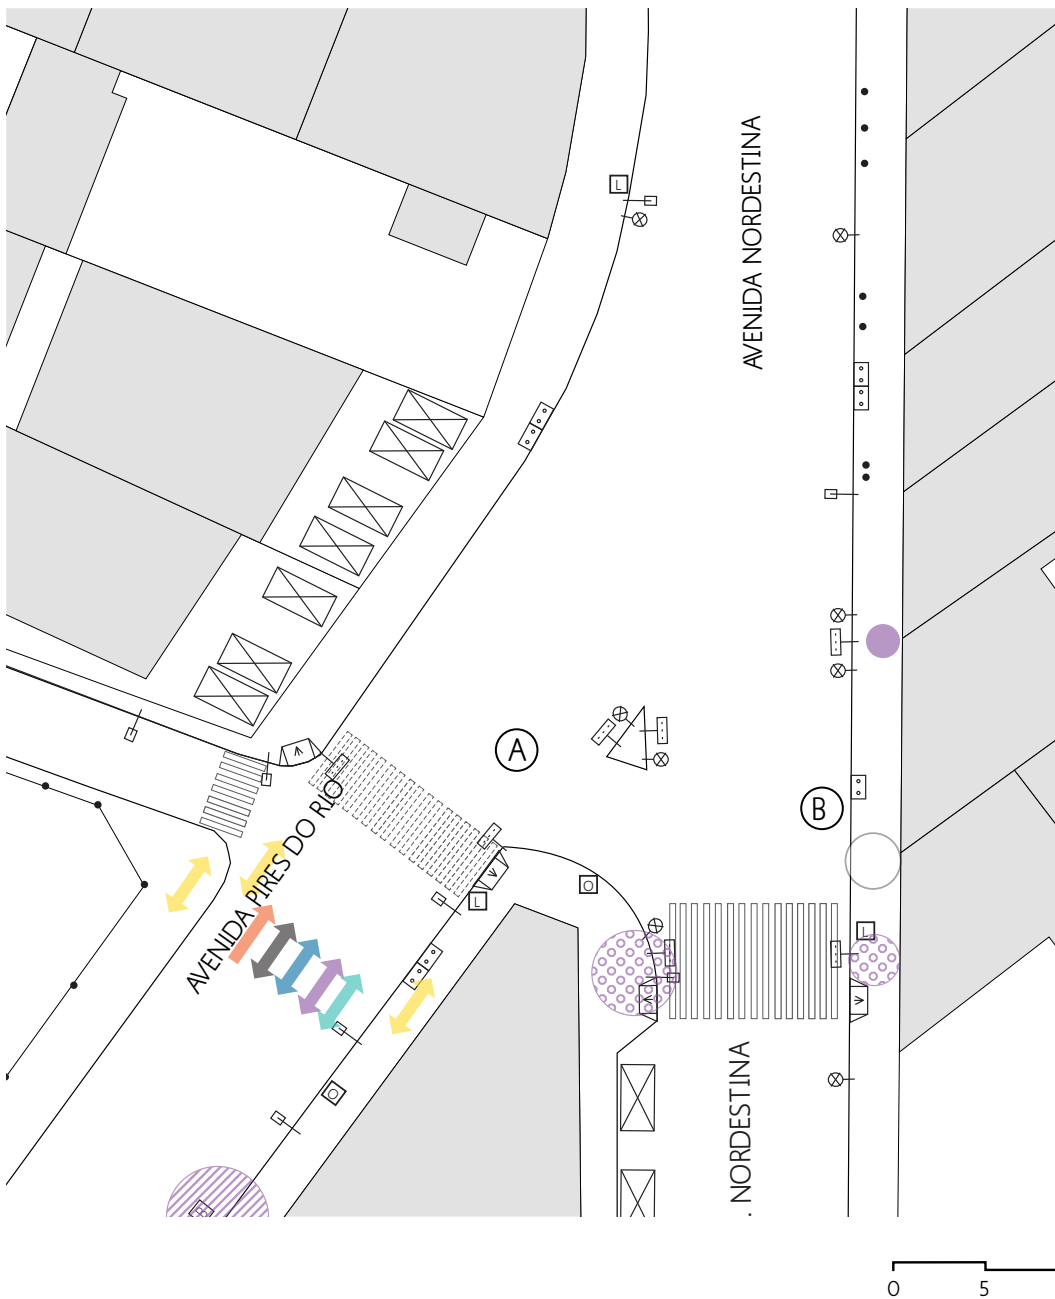 AVENIDA NORDESTINA
L
A
B
AVENIDA PIRES DO RIO
L
O
L
O
. NORDESTINA
0 5